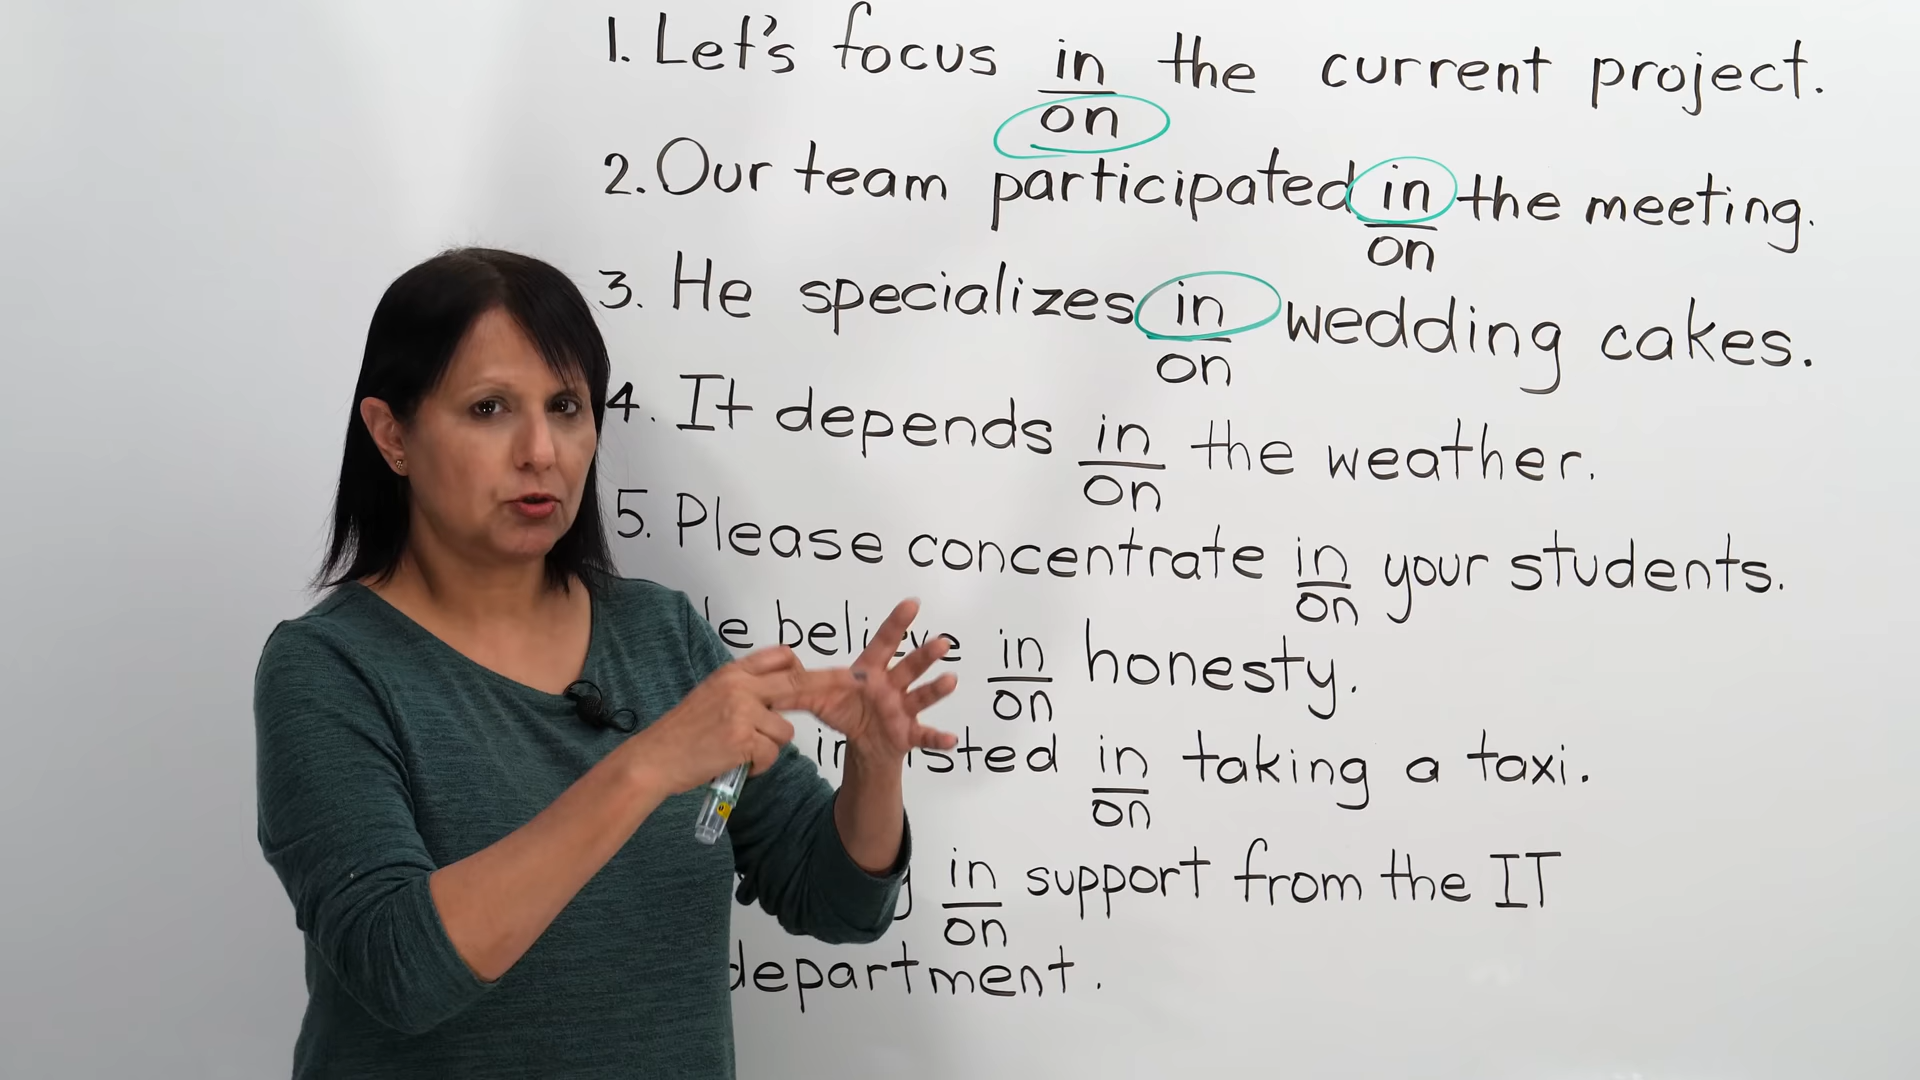 1. Let's focus in the current project.
on
2. Our team participated in the meeting.
on
3. He specializes in wedding cakes.
on
4. It depends in the weather.
on
5. Please concentrate in your students.
on
believe in honesty.
on
in taking a taxi.
on
in support from the IT
on
department.